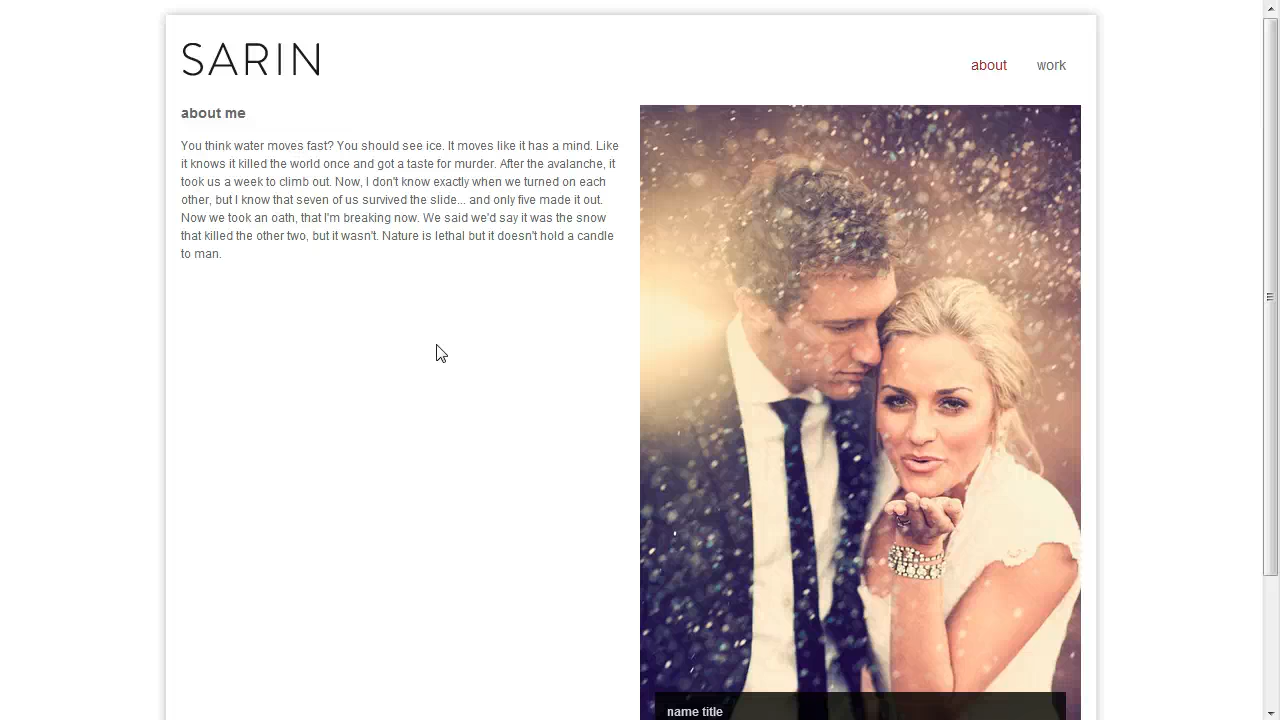 SARIN
about work
about me
You think water moves fast? You should see ice. It moves like it has a mind. Like
it knows it killed the world once and got a taste for murder. After the avalanche, it
took us a week to climb out. Now, I don't know exactly when we turned on each
other, but I know that seven of us survived the slide... and only five made it out.
Now we took an oath, that I'm breaking now. We said we'd say it was the snow
that killed the other two, but it wasn't. Nature is lethal but it doesn't hold a candle
to man.
name title